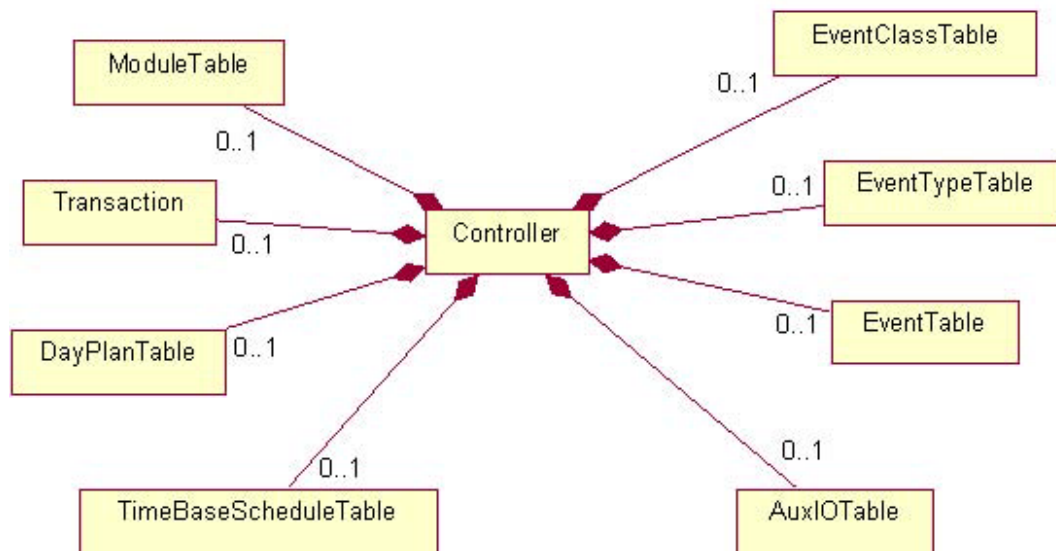 EventClassTable
ModuleTable
0..1
0..1
Transaction
0..1
EventTypeTable
Controller
0..1
0..1
EventTable
DayPlanTable
0..1
0..1
0..1
TimeBaseScheduleTable
AuxIOTable